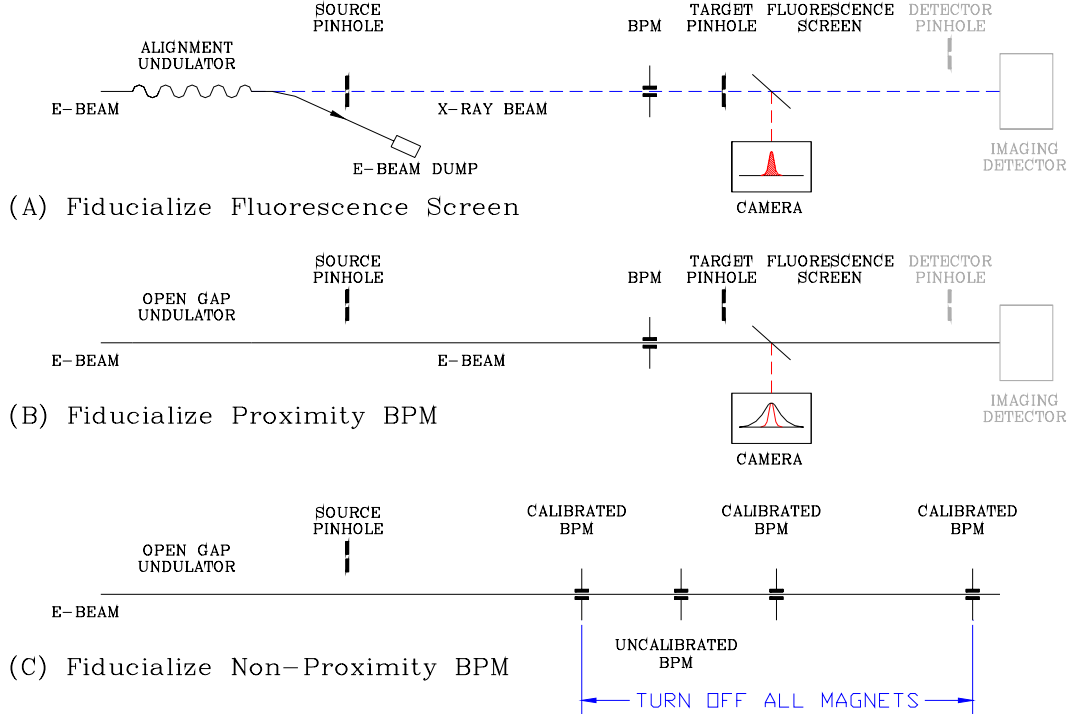 SOURCE
PINHOLE
BPM
TARGET
PINHOLE
FLUORESCENCE
SCREEN
DETECTOR
PINHOLE
ALIGNMENT
UNDULATOR
E-BEAM
X-RAY BEAM
E-BEAM DUMP
IMAGING
DETECTOR
CAMERA
(A) Fiducialize Fluorescence Screen
SOURCE
PINHOLE
BPM
TARGET
PINHOLE
FLUORESCENCE
SCREEN
DETECTOR
PINHOLE
OPEN GAP
UNDULATOR
E-BEAM
E-BEAM
IMAGING
DETECTOR
CAMERA
(B) Fiducialize Proximity BPM
SOURCE
PINHOLE
CALIBRATED
BPM
CALIBRATED
BPM
CALIBRATED
BPM
OPEN GAP
UNDULATOR
E-BEAM
UNCALIBRATED
BPM
(C) Fiducialize Non-Proximity BPM
TURN OFF ALL MAGNETS